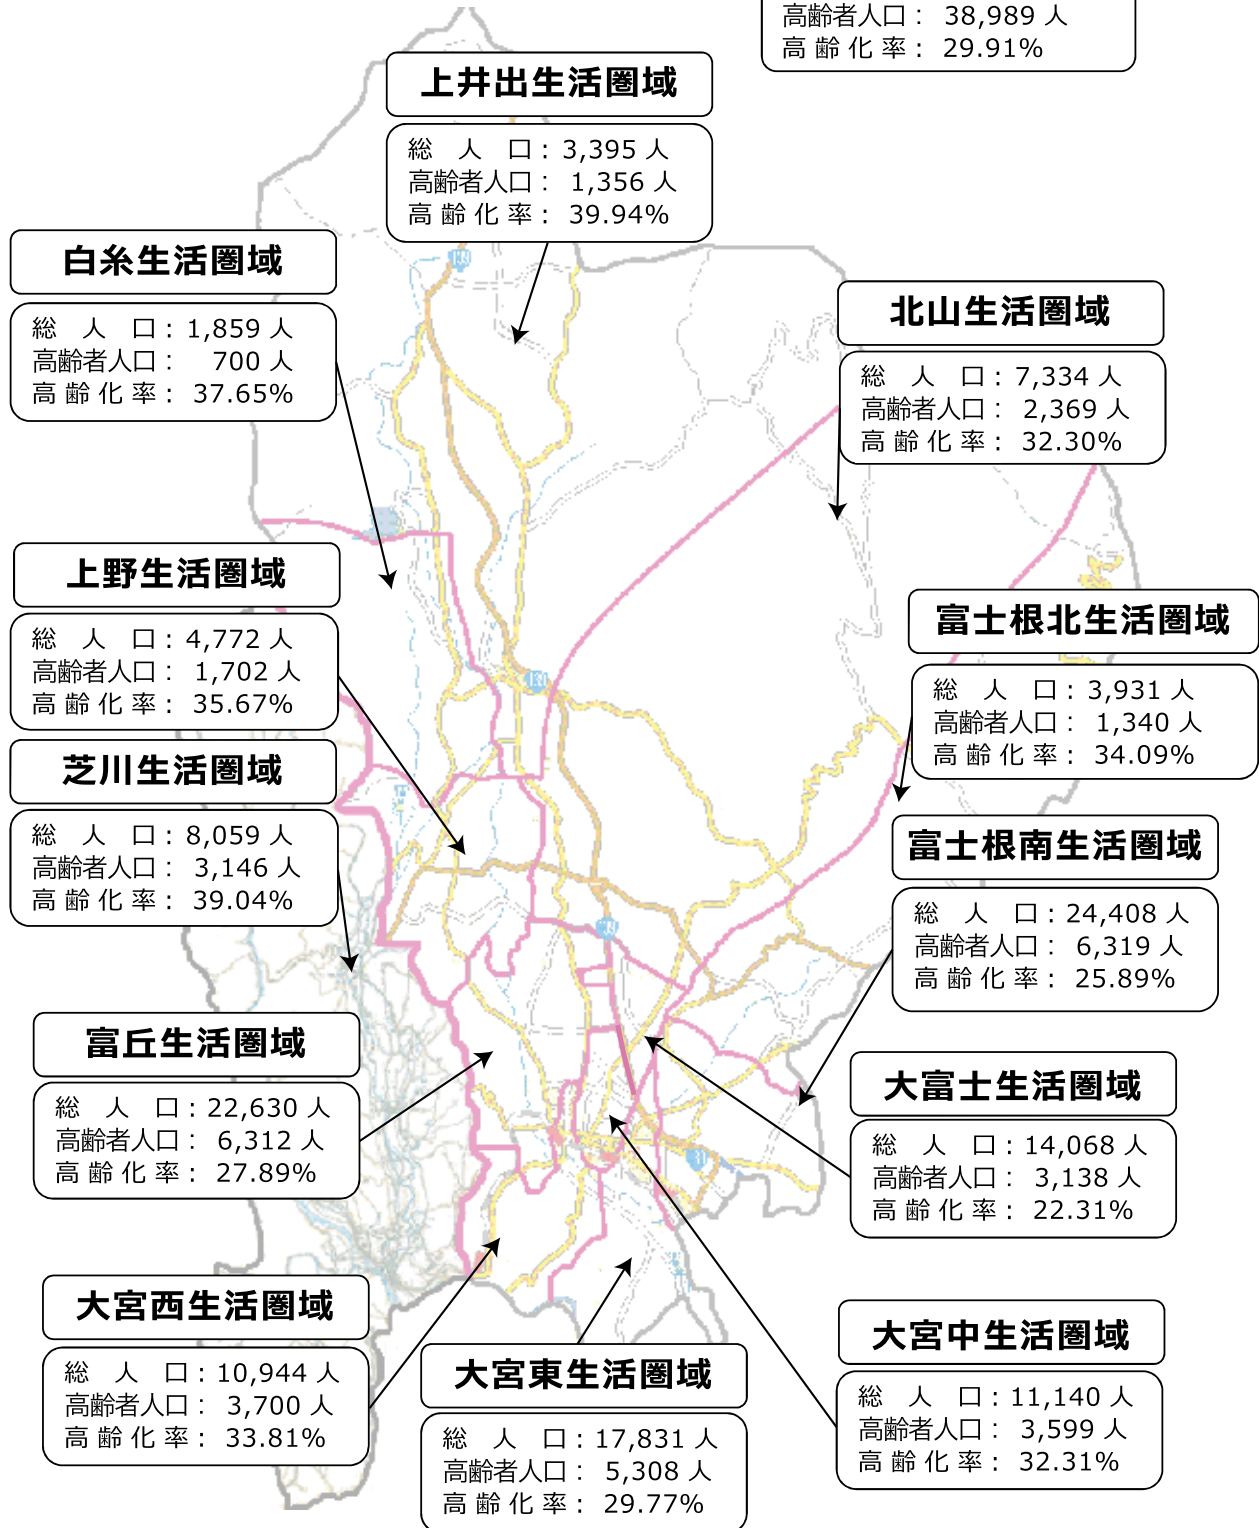 高齢者人口： 38,989 人
高 齢 化 率： 29.91%
上井出生活圏域
総　人　口：3,395 人
高齢者人口： 1,356 人
高 齢 化 率： 39.94%
白糸生活圏域
総　人　口：1,859 人
高齢者人口： 700 人
高 齢 化 率： 37.65%
139
北山生活圏域
総　人　口：7,334 人
高齢者人口： 2,369 人
高 齢 化 率： 32.30%
上野生活圏域
総　人　口：4,772 人
高齢者人口： 1,702 人
高 齢 化 率： 35.67%
富士根北生活圏域
総　人　口：3,931 人
高齢者人口： 1,340 人
高 齢 化 率： 34.09%
139
芝川生活圏域
総　人　口：8,059 人
高齢者人口： 3,146 人
高 齢 化 率： 39.04%
富士根南生活圏域
総　人　口：24,408 人
高齢者人口： 6,319 人
高 齢 化 率： 25.89%
139
富丘生活圏域
総　人　口：22,630 人
高齢者人口： 6,312 人
高 齢 化 率： 27.89%
大富士生活圏域
総　人　口：14,068 人
高齢者人口： 3,138 人
高 齢 化 率： 22.31%
大宮西生活圏域
総　人　口：10,944 人
高齢者人口： 3,700 人
高 齢 化 率： 33.81%
大宮東生活圏域
総　人　口：17,831 人
高齢者人口： 5,308 人
高 齢 化 率： 29.77%
大宮中生活圏域
総　人　口：11,140 人
高齢者人口： 3,599 人
高 齢 化 率： 32.31%